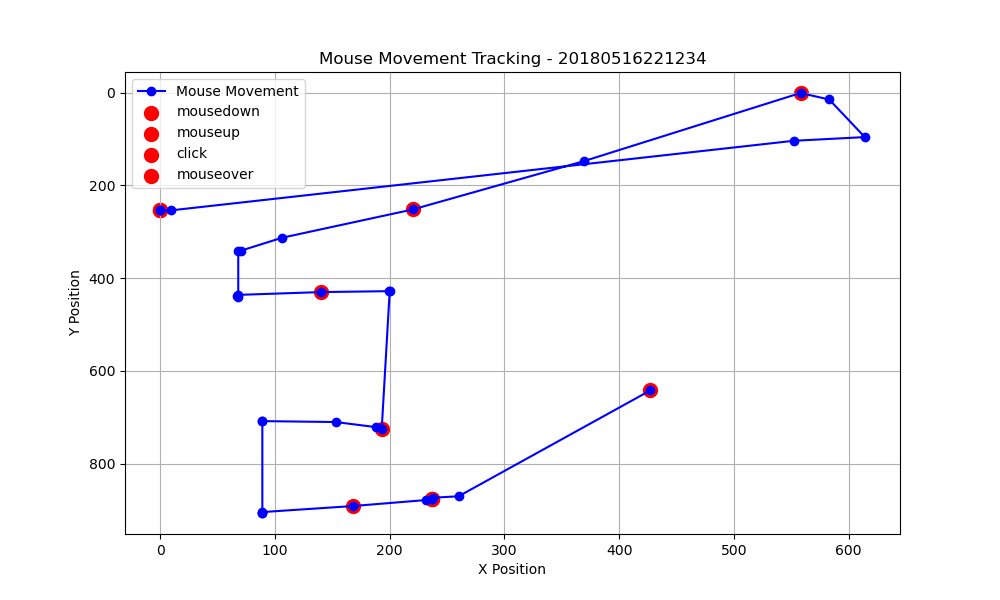 Mouse Movement Tracking - 20180516221234
Mouse Movement
mousedown
mouseup
click
mouseover
0
200
400
600
800
Y Position
0 100 200 300 400 500 600
X Position